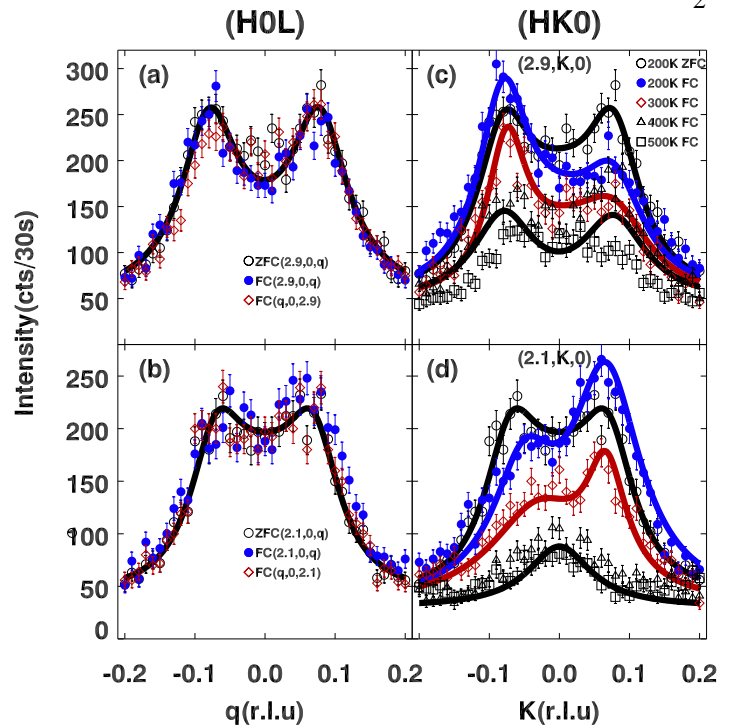 2
(H0L)
(HK0)
Intensity(cts/30s)
300
250
200
150
100
50
(a)
ZFC(2.9,0,q)
FC(2.9,0,q)
FC(q,0,2.9)
(c)
(2.9,K,0)
200K ZFC
200K FC
300K FC
400K FC
500K FC
250
200
150
100
50
0
(b)
ZFC(2.1,0,q)
FC(2.1,0,q)
FC(q,0,2.1)
(d)
(2.1,K,0)
-0.2 -0.1 0.0 0.1 0.2
-0.1 0.0 0.1 0.2
q(r.l.u)
K(r.l.u)